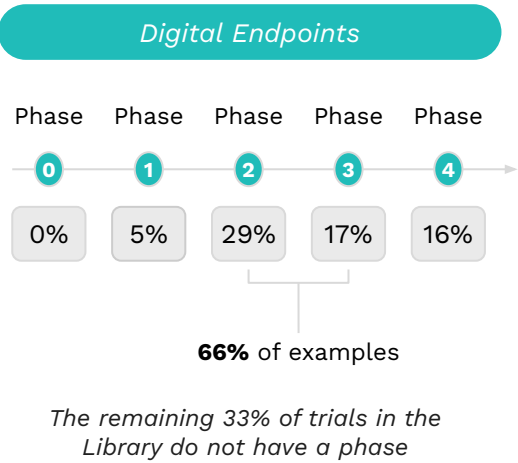 Digital Endpoints
Phase Phase Phase Phase Phase
0 1 2 3 4
0% 5% 29% 17% 16%
66% of examples
The remaining 33% of trials in the
Library do not have a phase